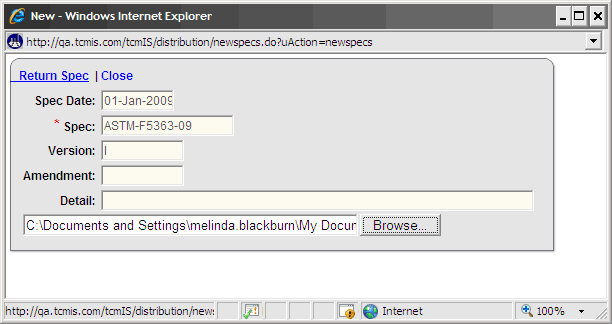 New - Windows Internet Explorer
http://qa.tcmis.com/tcmIS/distribution/newspecs.do?uAction=newspecs
Return Spec | Close
Spec Date: 01-Jan-2009
* Spec: ASTM-F5363-09
Version: I
Amendment:
Detail:
C:\Documents and Settings\melinda.blackburn\My Docur Browse...
http://qa.tcmis.com/tcmIS/distribution/news Internet 100%